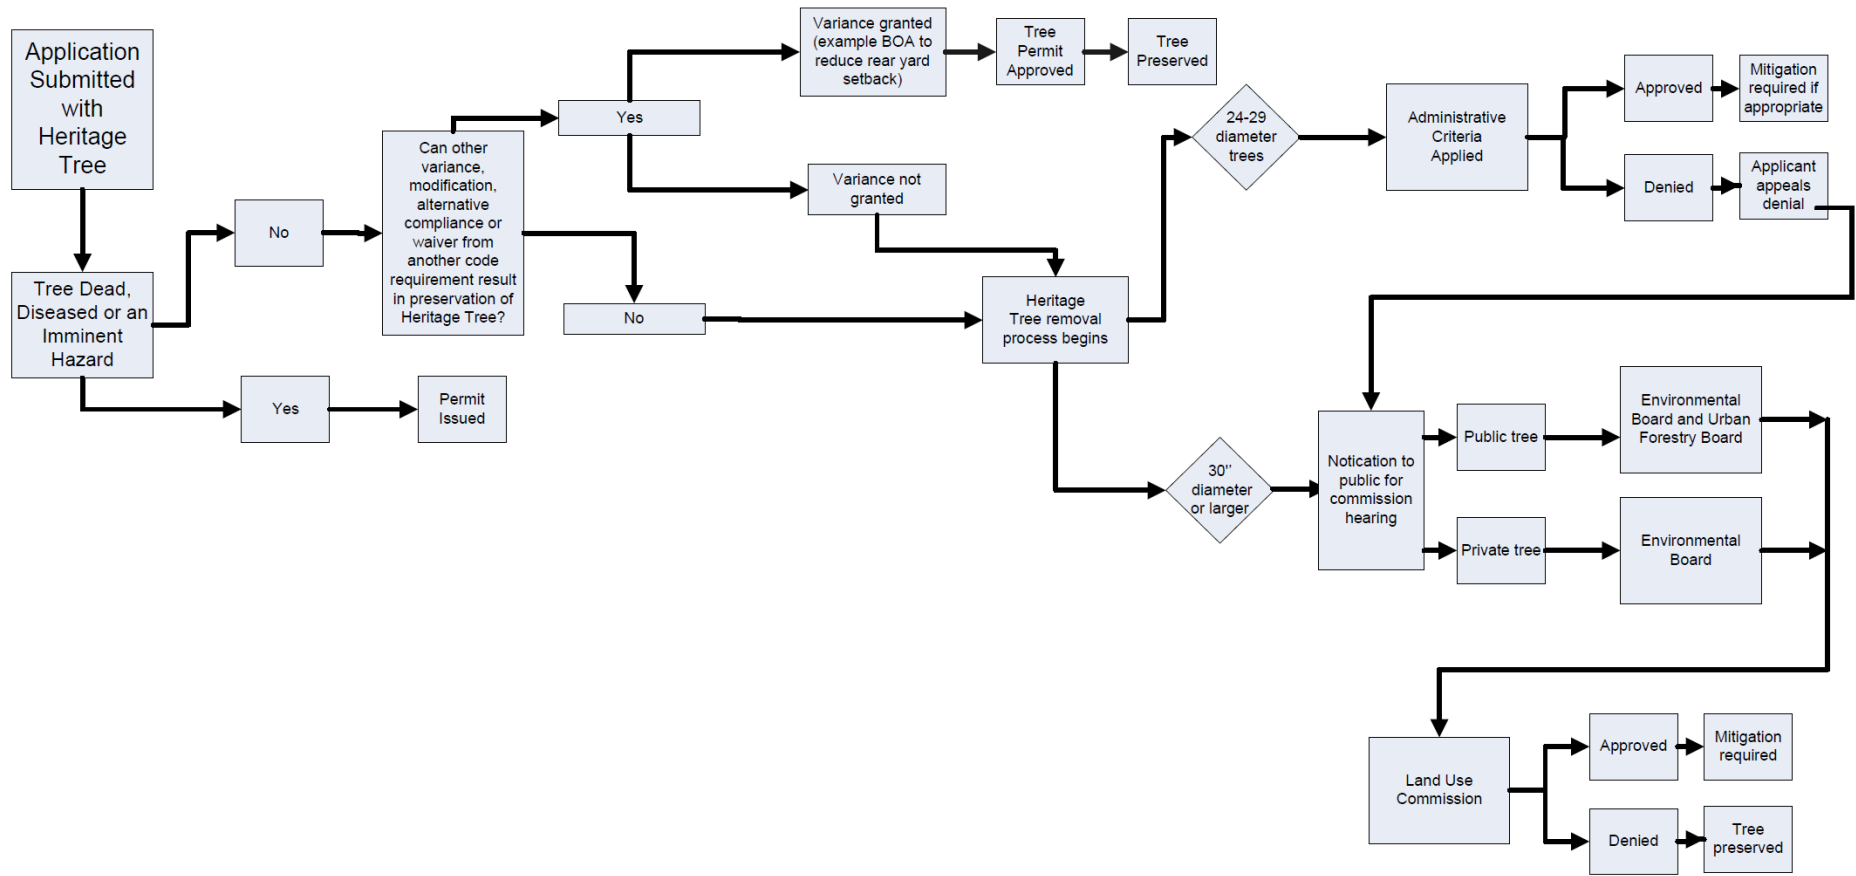 Application
Submitted
with
Heritage
Tree
Tree Dead,
Diseased or an
Imminent
Hazard
No
Yes
Permit
Issued
Can other
variance,
modification,
alternative
compliance or
waiver from
another code
requirement result
in preservation of
Heritage Tree?
Yes
No
Variance granted
(example BOA to
reduce rear yard
setback)
Tree
Permit
Approved
Tree
Preserved
Variance not
granted
Heritage
Tree removal
process begins
24-29
diameter
trees
Administrative
Criteria
Applied
Approved
Mitigation
required if
appropriate
Denied
Applicant
appeals
denial
30"
diameter
or larger
Notication to
public for
commission
hearing
Public tree
Environmental
Board and Urban
Forestry Board
Private tree
Environmental
Board
Land Use
Commission
Approved
Mitigation
required
Denied
Tree
preserved